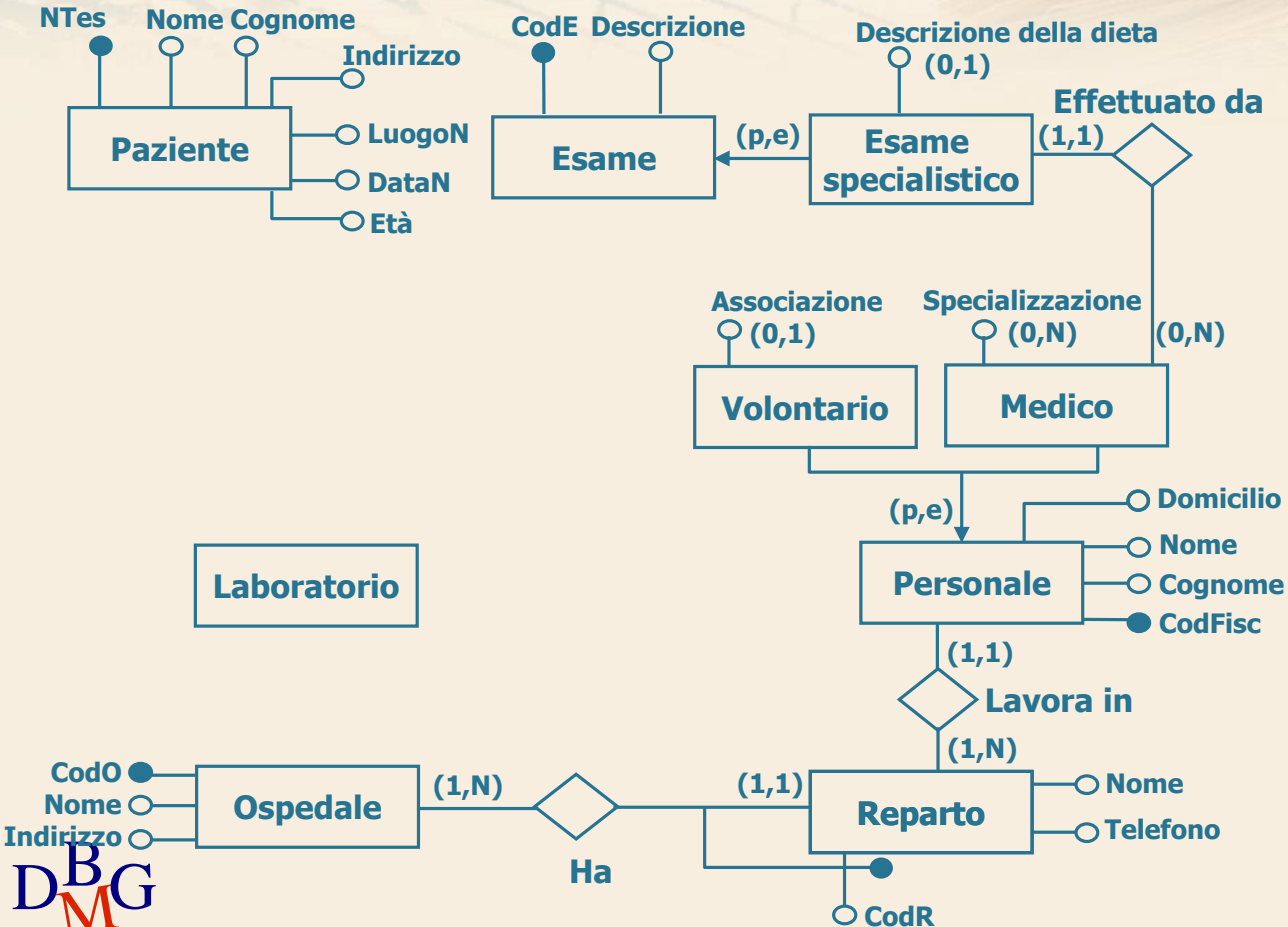 NTes
Nome Cognome
Indirizzo
Paziente
LuogoN
DataN
Età
CodE Descrizione
Esame
(p,e)
Descrizione della dieta
(0,1)
Esame
specialistico
Effettuato da
(1,1)
(0,N)
Associazione
(0,1)
Volontario
Specializzazione
(0,N)
Medico
(p,e)
Personale
Domicilio
Nome
Cognome
CodFisc
(1,1)
Lavora in
(1,N)
Laboratorio
CodO
Nome
Indirizzo
Ospedale
(1,N)
Ha
(1,1)
Reparto
Nome
Telefono
CodR
DBMG